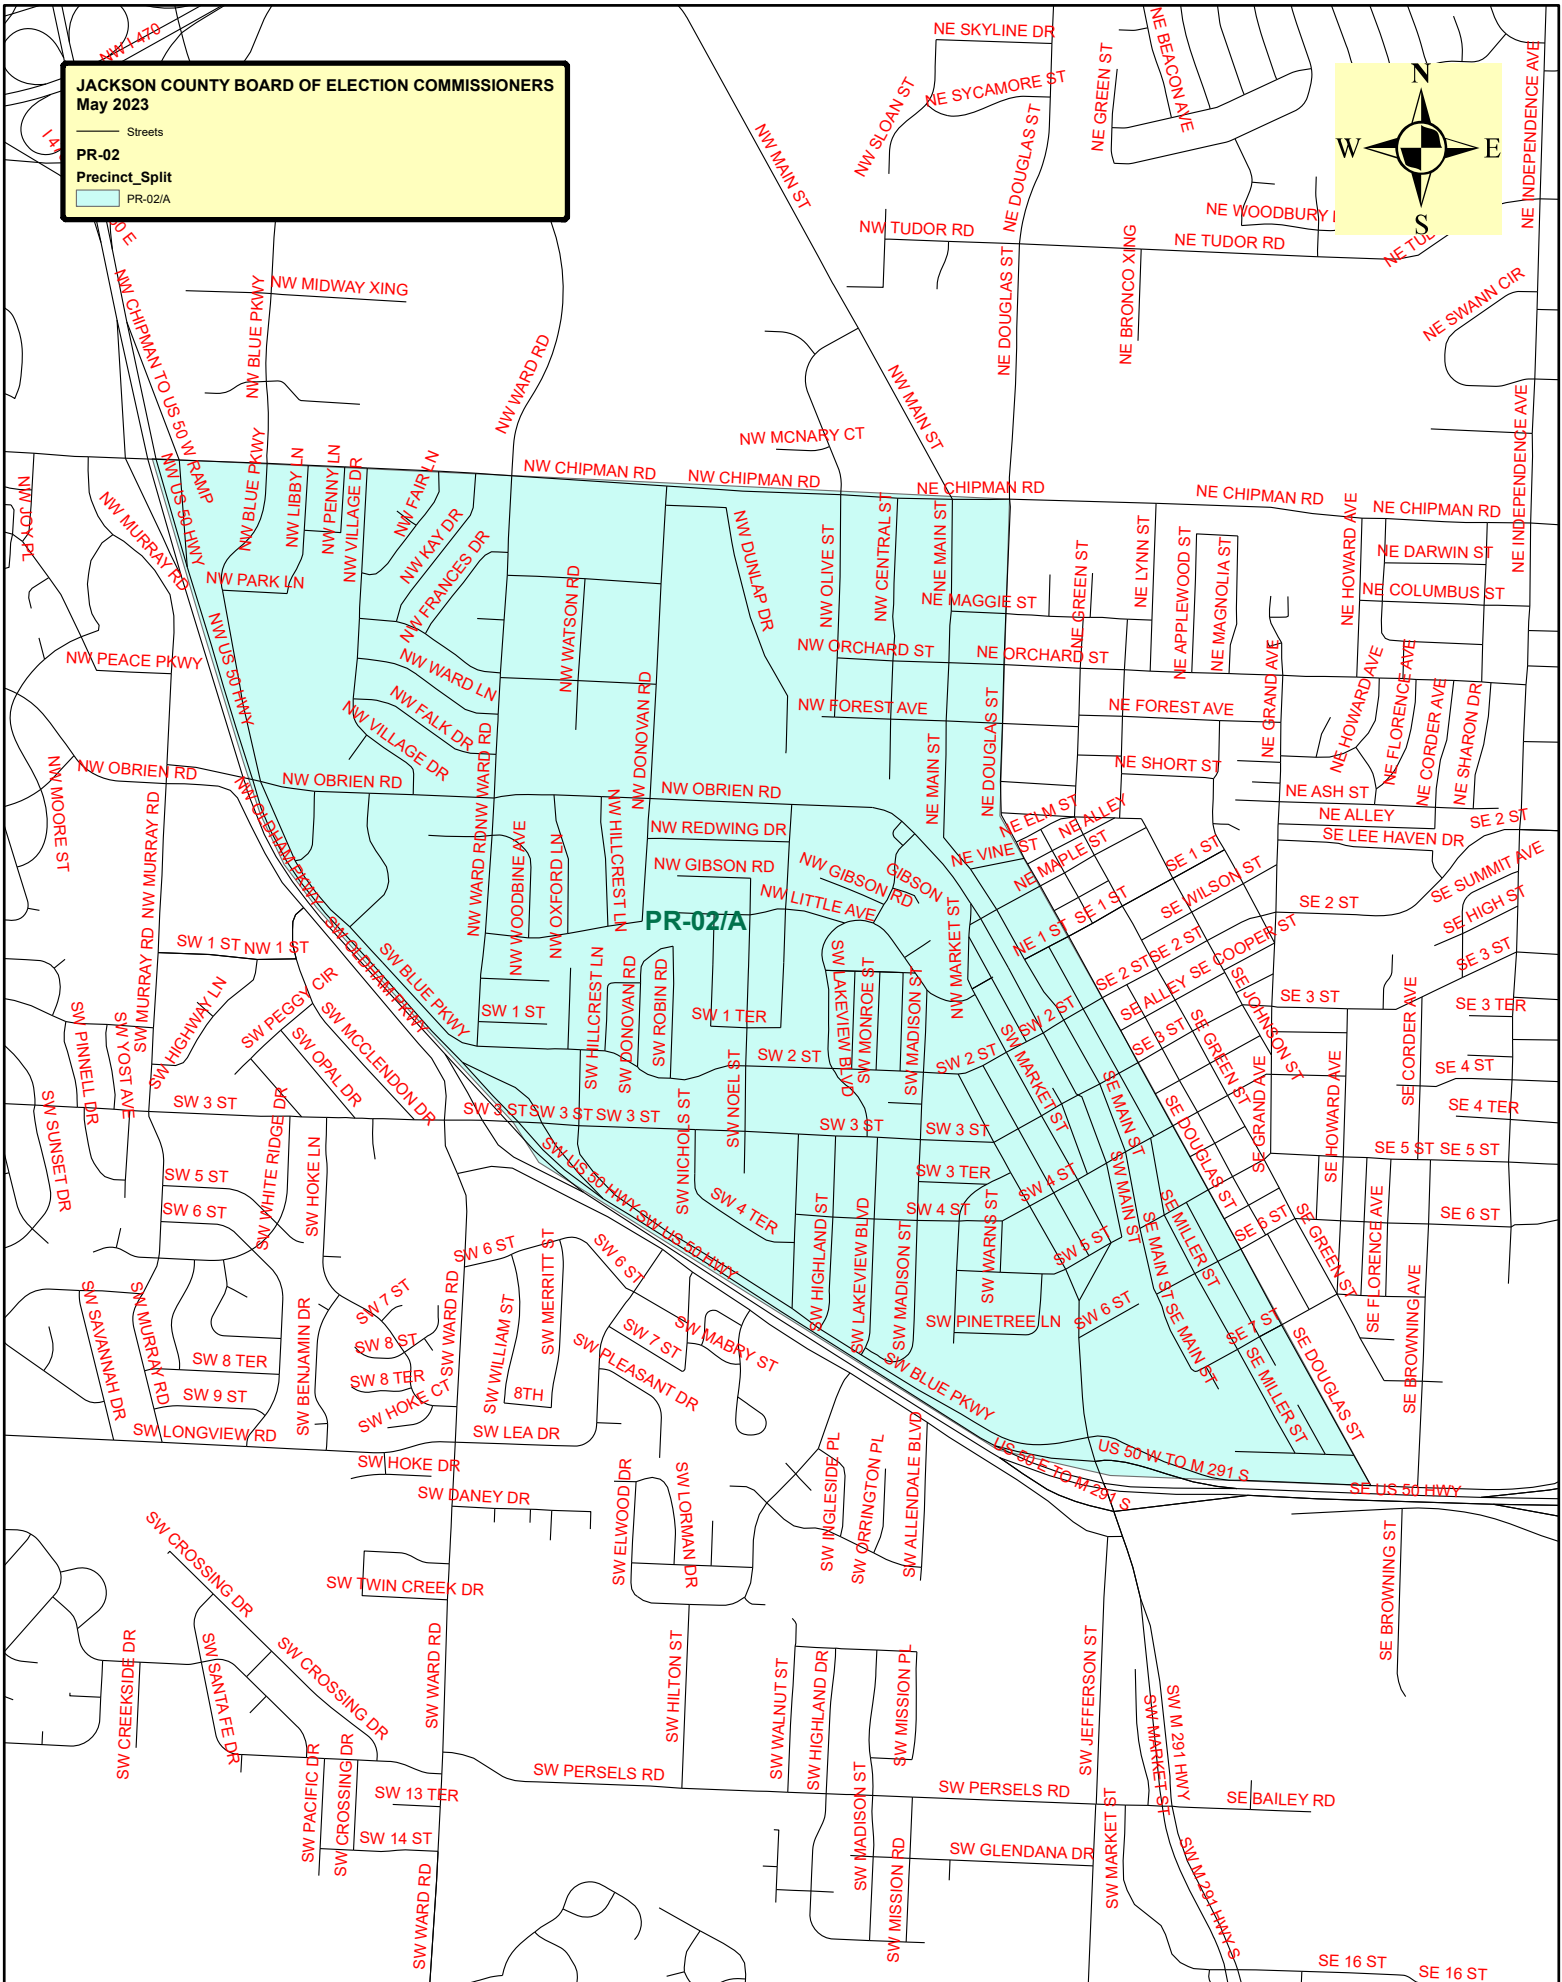 JACKSON COUNTY BOARD OF ELECTION COMMISSIONERS
May 2023
Streets
PR-02
Precinct_Split
PR-02/A
N
W
E
S
NW I 470
NE SKYLINE DR
NE SYCAMORE ST
NW SLOAN ST
NE GREEN ST
NE BEACON AVE
NE INDEPENDENCE AVE
NW MAIN ST
NE DOUGLAS ST
NW TUDOR RD
NE TUDOR RD
NE WOODBURY
NE BRONCO XING
NE SWANN CIR
NW MIDWAY XING
NW BLUE PKWY
NW WARD RD
NW CHIPMAN TO US 50 W RAMP
NE DOUGLAS ST
NW MAIN ST
NW MCNARY CT
NE INDEPENDENCE AVE
NW CHIPMAN RD
NW CHIPMAN RD
NE CHIPMAN RD
NE CHIPMAN RD
NE CHIPMAN RD
NW JOY PL
NW MURRAY RD
NW US 50 HWY
NW BLUE PKWY
NW LIBBY LN
NW PENNY LN
NW VILLAGE DR
NW FAIR LN
NW KAY DR
NW FRANCES DR
NW PARK LN
NW WATSON RD
NW DUNLAP DR
NW OLIVE ST
NW CENTRAL ST
NE MAIN ST
NE MAGGIE ST
NE GREEN ST
NE LYNN ST
NE APPLEWOOD ST
NE MAGNOLIA ST
NE HOWARD AVE
NE DARWIN ST
NE COLUMBUS ST
NW PEACE PKWY
NW US 50 HWY
NW WARD LN
NW FALK DR
NW VILLAGE DR
NW DONOVAN RD
NW ORCHARD ST
NE ORCHARD ST
NW FOREST AVE
NE FOREST AVE
NE GRAND AVE
NE HOWARD AVE
NE FLORENCE AVE
NE CORDER AVE
NE SHARON DR
NE SHORT ST
NE ASH ST
NE ALLEY
NW MOORE ST
NW OBRIEN RD
NW OBRIEN RD
NW OBRIEN RD
NW MURRAY RD
NW OLDHAM PKWY
NW WARD RD
NW WARD RD
NW WOODBINE AVE
NW OXFORD LN
NW HILLCREST LN
NW REDWING DR
NW GIBSON RD
NW GIBSON RD
GIBSON
NW LITTLE AVE
NE MAIN ST
NE DOUGLAS ST
NE ELM ST
NE ALLEY
NE VINE ST
NE MAPLE ST
SE 1 ST
SE WILSON ST
SE LEE HAVEN DR
SE 2 ST
SE 2 ST
SE SUMMIT AVE
SE HIGH ST
SE 3 ST
PR-02/A
SW 1 ST
NW 1 ST
SW MURRAY RD
SW OLDHAM PKWY
SW BLUE PKWY
SW HIGHWAY LN
SW PEGGY CIR
SW MCCLENDON DR
SW OPAL DR
SW PINNELL DR
SW YOST AVE
SW SUNSET DR
SW 1 ST
SW HILLCREST LN
SW DONOVAN RD
SW ROBIN RD
SW 1 TER
SW LAKEVIEW BLVD
SW MONROE ST
SW MADISON ST
NW MARKET ST
NE 1 ST
SE 1 ST
SE 2 ST
SE 2 ST
SE COOPER ST
SE ALLEY
SE JOHNSON ST
SE 3 ST
SE 3 ST
SE 3 TER
SE CORDER AVE
SE 4 ST
SE 4 TER
SW 2 ST
SW 2 ST
SW 2 ST
SW MARKET ST
SE MAIN ST
SE GREEN ST
SE DOUGLAS ST
SE GRAND AVE
SE HOWARD AVE
SE 5 ST
SE 5 ST
SW 3 ST
SW 3 ST
SW 3 ST
SW 3 ST
SW 3 ST
SW 3 ST
SW NOEL ST
SW NICHOLS ST
SW WHITE RIDGE DR
SW HOKE LN
SW 5 ST
SW 6 ST
SW US 50 HWY
SW US 50 HWY
SW 4 TER
SW 3 TER
SW 4 ST
SW 4 ST
SW 5 ST
SW MAIN ST
SE MAIN ST
SE MILLER ST
SE 6 ST
SE GREEN ST
SE 6 ST
SE FLORENCE AVE
SE BROWNING AVE
SW HIGHLAND ST
SW LAKEVIEW BLVD
SW MADISON ST
SW WARNS ST
SW PINETREE LN
SW 6 ST
SE MAIN ST
SE 7 ST
SE MILLER ST
SE DOUGLAS ST
SW 6 ST
SW 6 ST
SW MERRITT ST
SW WILLIAM ST
SW WARD RD
SW 7 ST
SW 8 ST
SW 8 TER
SW HOKE CT
SW BENJAMIN DR
SW SAVANNAH DR
SW MURRAY RD
SW 8 TER
SW 9 ST
SW LONGVIEW RD
8TH
SW LEA DR
SW HOKE DR
SW DANEY DR
SW 7 ST
SW MABRY ST
SW PLEASANT DR
SW BLUE PKWY
US 50 W TO M 291 S
US 50 E TO M 291 S
SE US 50 HWY
SW ELWOOD DR
SW LORMAN DR
SW INGLESIDE PL
SW ORRINGTON PL
SW ALLENDALE BLVD
SE BROWNING ST
SW CROSSING DR
SW TWIN CREEK DR
SW CREEKSIDE DR
SW SANTA FE DR
SW CROSSING DR
SW WARD RD
SW HILTON ST
SW WALNUT ST
SW HIGHLAND DR
SW MISSION PL
SW JEFFERSON ST
SW MARKET ST
SW M 291 HWY
SW PACIFIC DR
SW CROSSING DR
SW 13 TER
SW 14 ST
SW PERSELS RD
SW PERSELS RD
SE BAILEY RD
SW MADISON ST
SW MISSION RD
SW GLENDANA DR
SW MARKET ST
SW M 291 HWY S
SW WARD RD
SE 16 ST
SE 16 ST